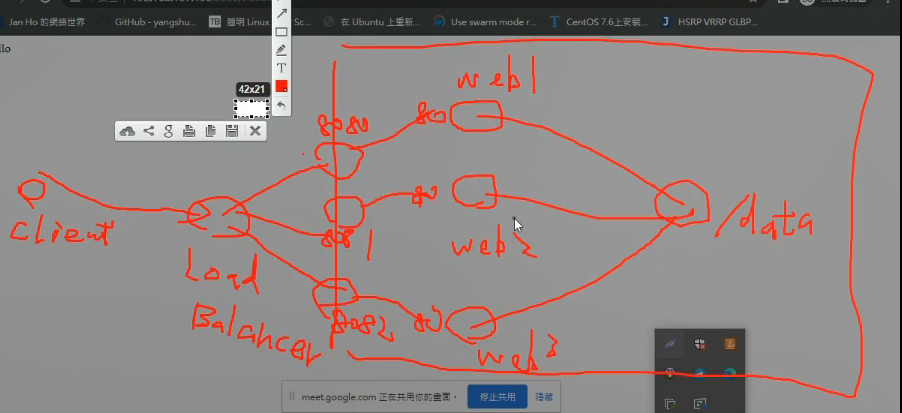 Jan Ho 的網絡世界
GitHub - yangshu...
簡明 Linux
Sc...
在 Ubuntu 上重新...
Use swarm mode r...
CentOS 7.6上安裝...
HSRP VRRP GLBP...
llo
T
42x21
web1
8080
80
client
80
/data
8081
web2
Load
Balancer
8082
80
web3
meet.google.com 正在共用你的畫面。
停止共用
隱藏